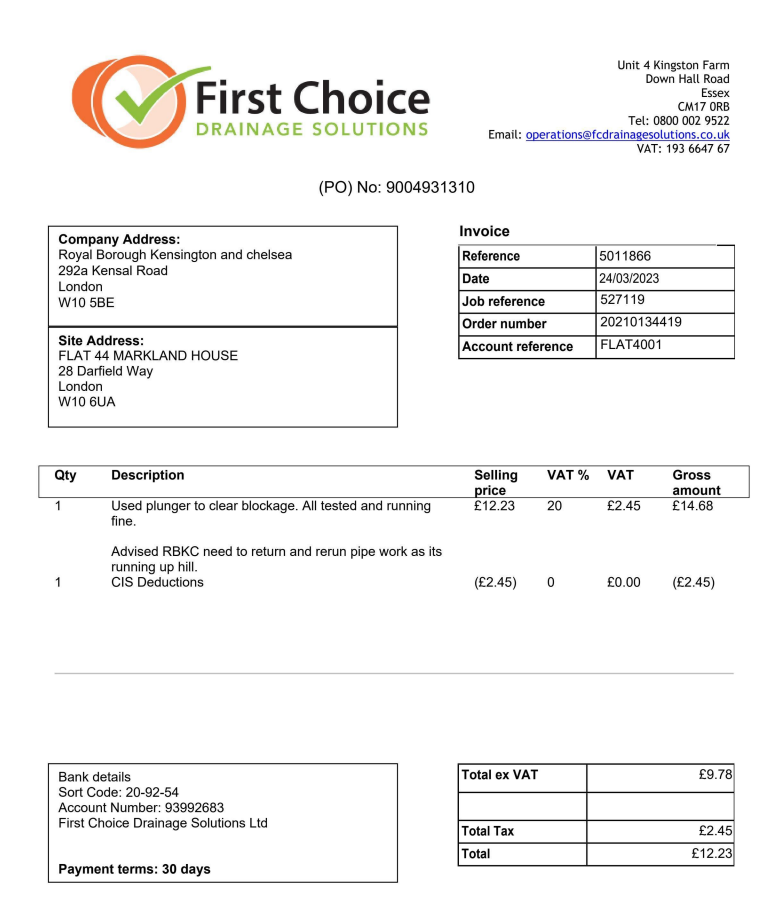 First Choice
DRAINAGE SOLUTIONS
Unit 4 Kingston Farm
Down Hall Road
Essex
CM17 0RB
Tel: 0800 002 9522
Email: operations@fcdrainagesolutions.co.uk
VAT: 193 6647 67
(PO) No: 9004931310
Company Address:
Royal Borough Kensington and chelsea
292a Kensal Road
London
W10 5BE
Site Address:
FLAT 44 MARKLAND HOUSE
28 Darfield Way
London
W10 6UA
Invoice
Reference 5011866
Date 24/03/2023
Job reference 527119
Order number 20210134419
Account reference FLAT4001
Qty Description Selling price VAT % VAT Gross amount
1 Used plunger to clear blockage. All tested and running £12.23 20 £2.45 £14.68
fine.
Advised RBKC need to return and rerun pipe work as its
running up hill.
1 CIS Deductions (£2.45) 0 £0.00 (£2.45)
Bank details
Sort Code: 20-92-54
Account Number: 93992683
First Choice Drainage Solutions Ltd
Payment terms: 30 days
Total ex VAT £9.78
Total Tax £2.45
Total £12.23